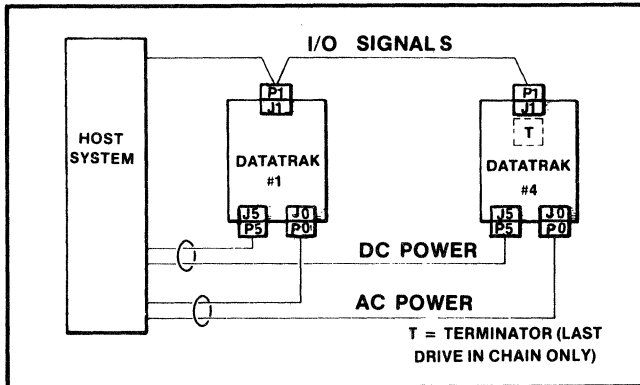 I/O SIGNALS
P1
J1
P1
J1
T
HOST
SYSTEM
DATATRAK
#1
DATATRAK
#4
J5
J0
P5
P0
J5
J0
P5
P0
DC POWER
AC POWER
T = TERMINATOR (LAST
DRIVE IN CHAIN ONLY)